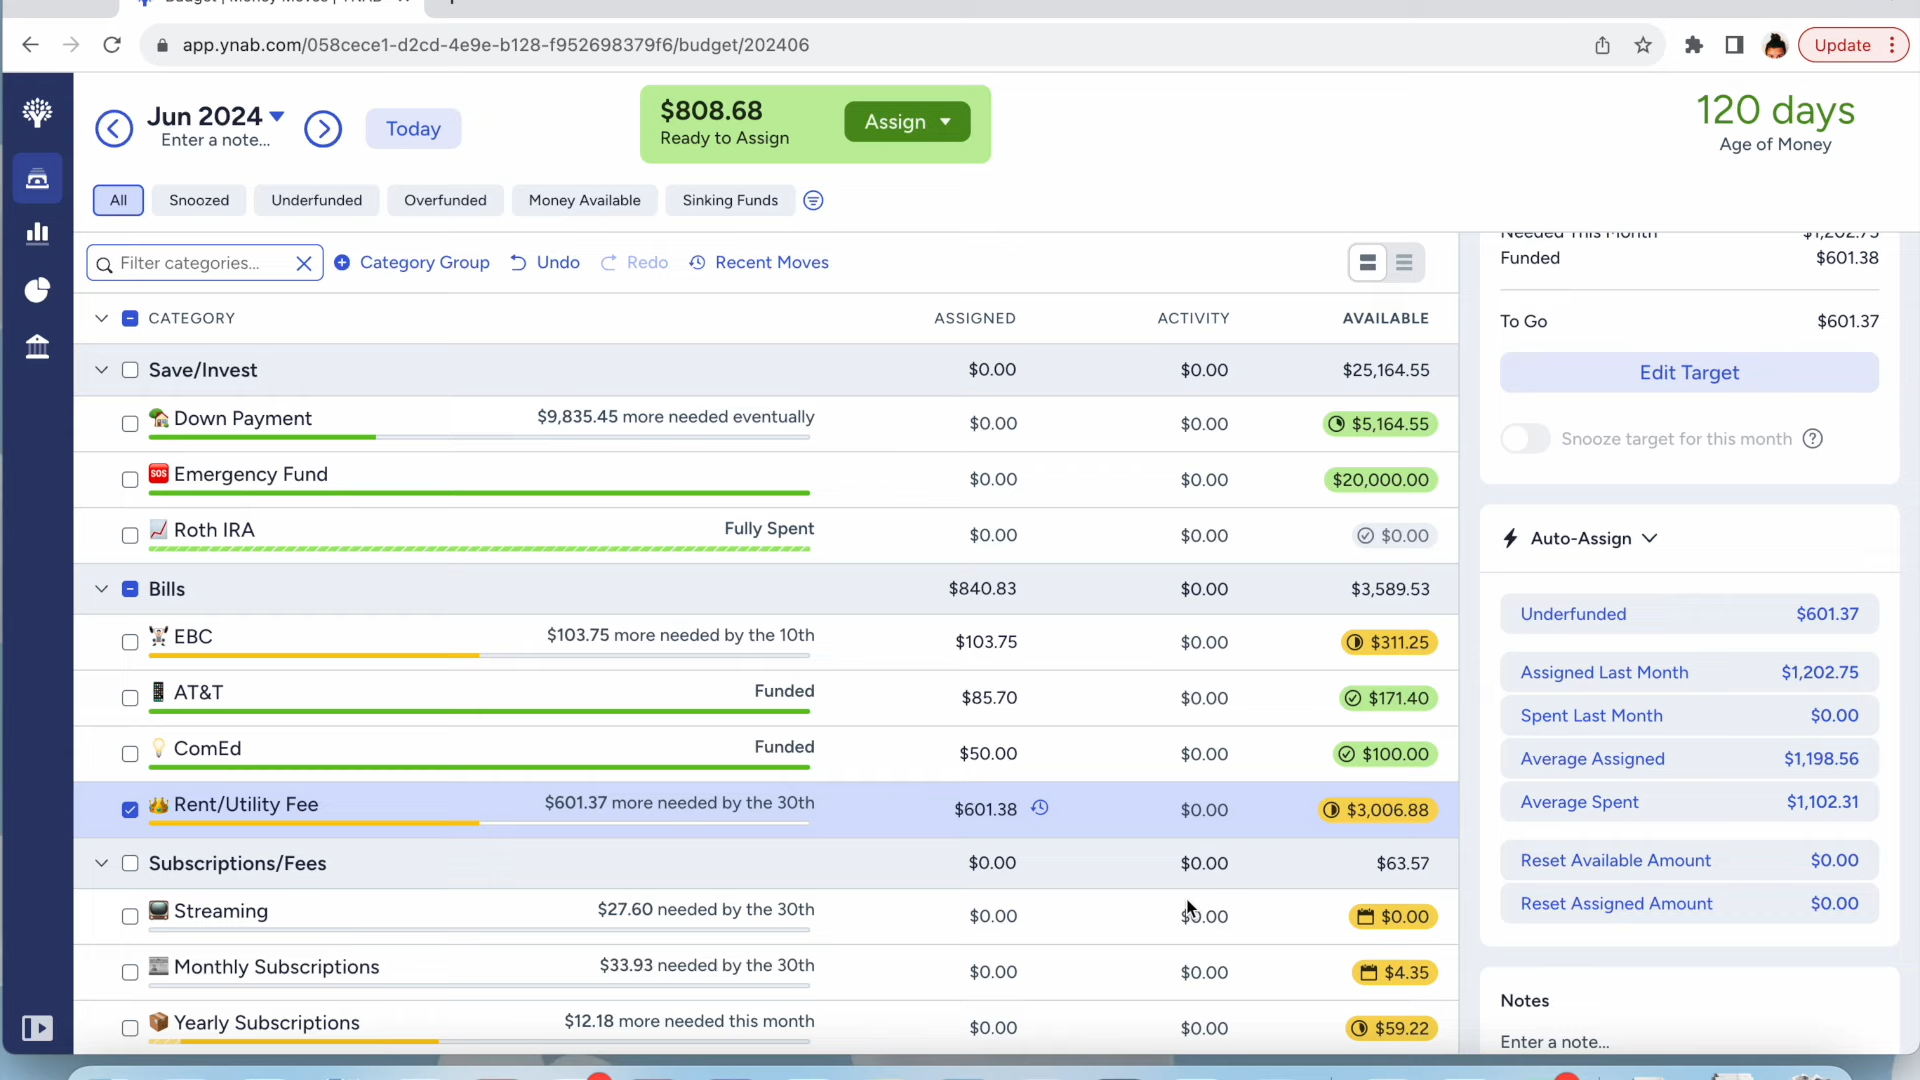 app.ynab.com/058cece1-d2cd-4e9e-b128-f952698379f6/budget/202406
Update
Jun 2024
Enter a note...
Today
$808.68
Ready to Assign
Assign
120 days
Age of Money
All
Snoozed
Underfunded
Overfunded
Money Available
Sinking Funds
Filter categories...
Category Group
Undo
Redo
Recent Moves
CATEGORY ASSIGNED ACTIVITY AVAILABLE
Save/Invest $0.00 $0.00 $25,164.55
Down Payment $9,835.45 more needed eventually $0.00 $0.00 $5,164.55
SOS Emergency Fund $0.00 $0.00 $20,000.00
Roth IRA Fully Spent $0.00 $0.00 $0.00
Bills $840.83 $0.00 $3,589.53
EBC $103.75 more needed by the 10th $103.75 $0.00 $311.25
AT&T Funded $85.70 $0.00 $171.40
ComEd Funded $50.00 $0.00 $100.00
Rent/Utility Fee $601.37 more needed by the 30th $601.38 $0.00 $3,006.88
Subscriptions/Fees $0.00 $0.00 $63.57
Streaming $27.60 needed by the 30th $0.00 $0.00 $0.00
Monthly Subscriptions $33.93 needed by the 30th $0.00 $0.00 $4.35
Yearly Subscriptions $12.18 more needed this month $0.00 $0.00 $59.22
Needed This Month $1,202.75
Funded $601.38
To Go $601.37
Edit Target
Snooze target for this month
Auto-Assign
Underfunded $601.37
Assigned Last Month $1,202.75
Spent Last Month $0.00
Average Assigned $1,198.56
Average Spent $1,102.31
Reset Available Amount $0.00
Reset Assigned Amount $0.00
Notes
Enter a note...